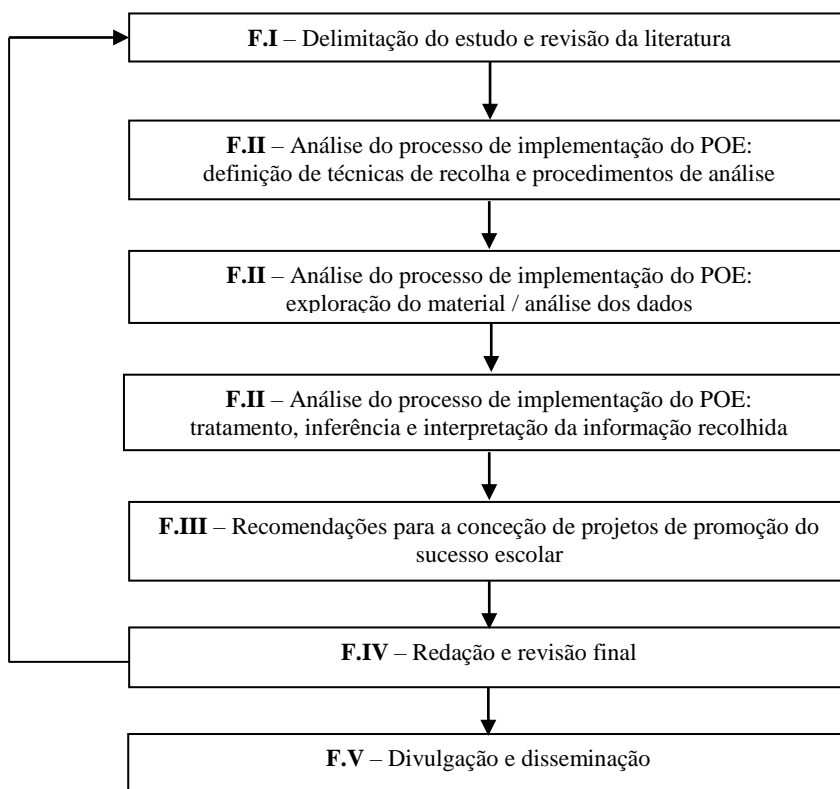 F.I – Delimitação do estudo e revisão da literatura
F.II – Análise do processo de implementação do POE:
definição de técnicas de recolha e procedimentos de análise
F.II – Análise do processo de implementação do POE:
exploração do material / análise dos dados
F.II – Análise do processo de implementação do POE:
tratamento, inferência e interpretação da informação recolhida
F.III – Recomendações para a conceção de projetos de promoção do
sucesso escolar
F.IV – Redação e revisão final
F.V – Divulgação e disseminação